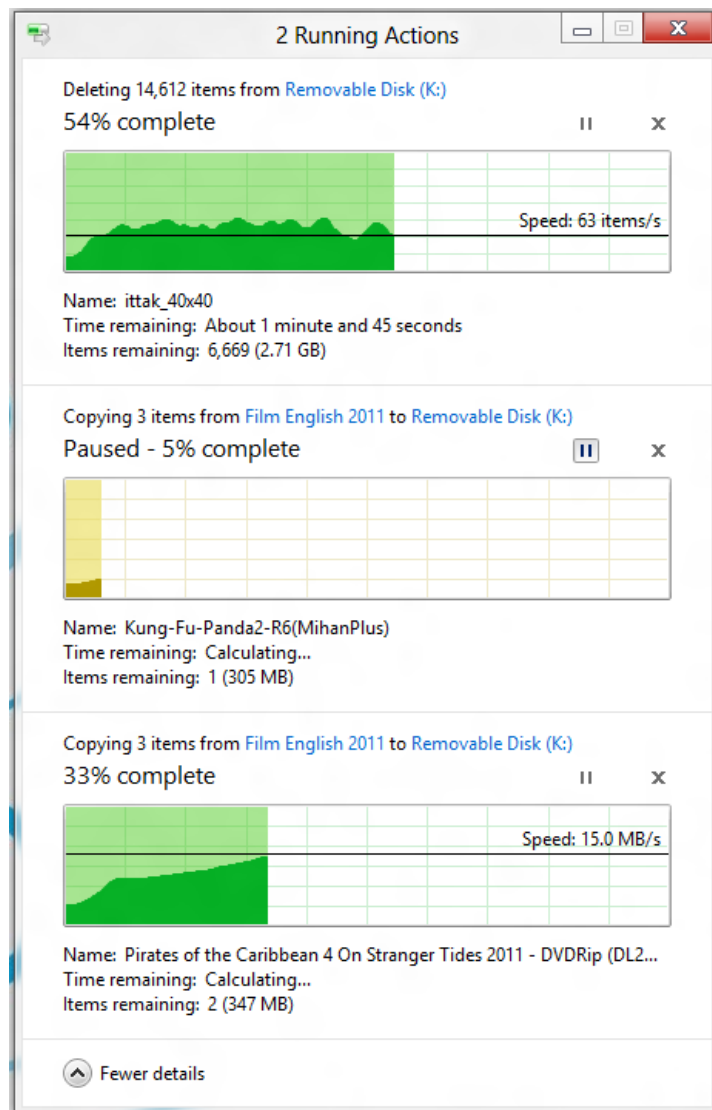 2 Running Actions
Deleting 14,612 items from Removable Disk (K:)
54% complete
Speed: 63 items/s
Name: ittak_40x40
Time remaining: About 1 minute and 45 seconds
Items remaining: 6,669 (2.71 GB)
Copying 3 items from Film English 2011 to Removable Disk (K:)
Paused - 5% complete
Name: Kung-Fu-Panda2-R6(MihanPlus)
Time remaining: Calculating...
Items remaining: 1 (305 MB)
Copying 3 items from Film English 2011 to Removable Disk (K:)
33% complete
Speed: 15.0 MB/s
Name: Pirates of the Caribbean 4 On Stranger Tides 2011 - DVDRip (DL2...
Time remaining: Calculating...
Items remaining: 2 (347 MB)
Fewer details